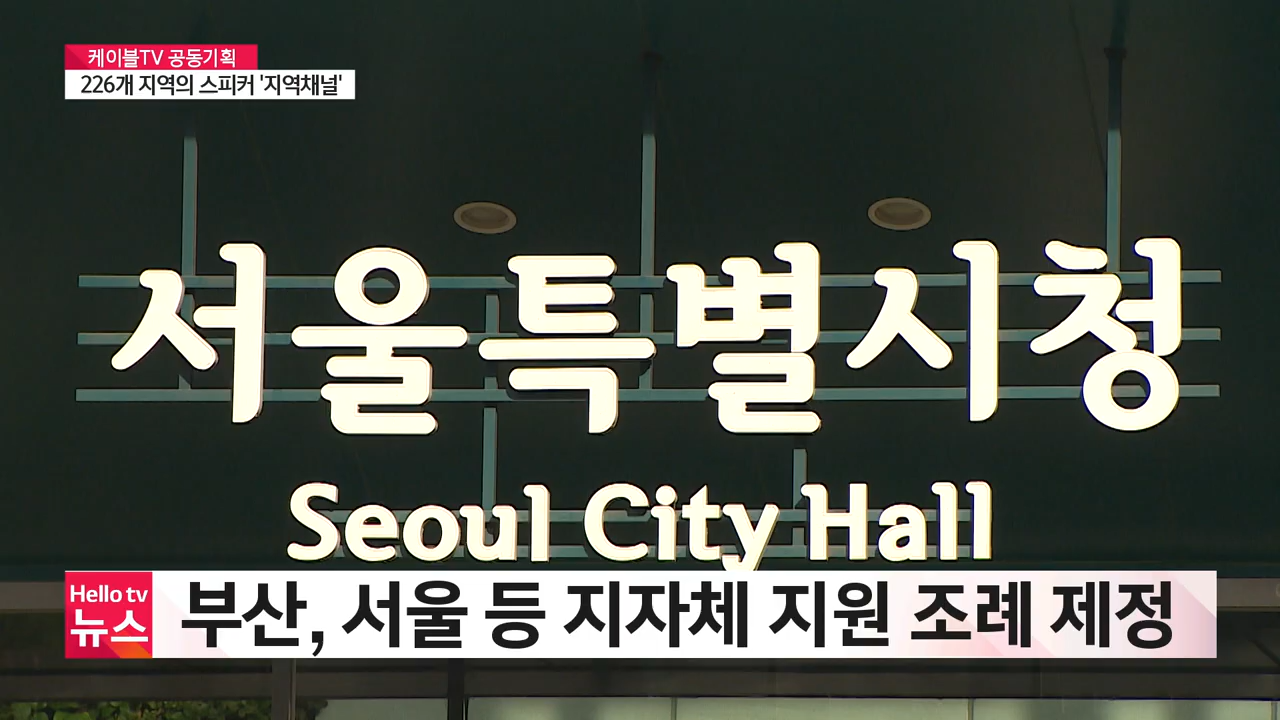 케이블TV 공동기획
226개 지역의 스피커 '지역채널'
서울특별시청
Seoul City Hall
Hello tv
뉴스
부산, 서울 등 지자체 지원 조례 제정